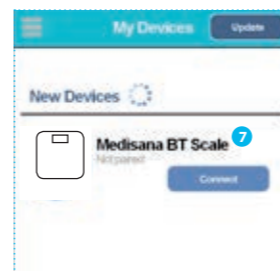 My Devices Update
New Devices
Medisana BT Scale 7
Not paired
Connect